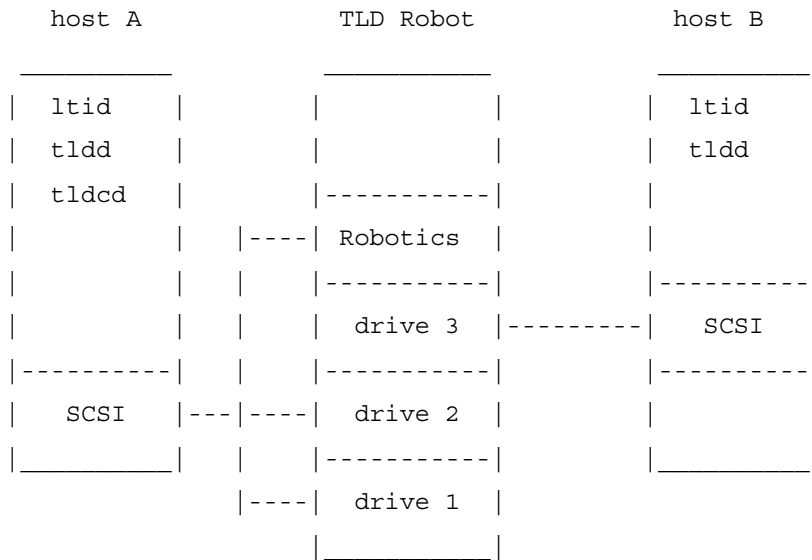 host A TLD Robot host B
ltid ltid
tldd tldd
tldcd
Robotics
drive 3 SCSI
SCSI drive 2
drive 1